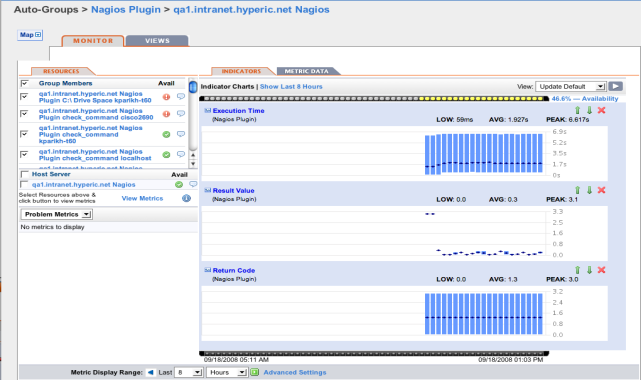 Auto-Groups > Nagios Plugin > qa1.intranet.hyperic.net Nagios
Map
MONITOR
VIEWS
RESOURCES
INDICATORS
METRIC DATA
Group Members
Avail
qa1.intranet.hyperic.net Nagios
Plugin C:\ Drive Space kparikh-t60
qa1.intranet.hyperic.net Nagios
Plugin check_command cisco2690
qa1.intranet.hyperic.net Nagios
Plugin check_command
kparikh-t60
qa1.intranet.hyperic.net Nagios
Plugin check_command localhost
qa1.intranet.hyperic.net Nagios
Host Server
Avail
qa1.intranet.hyperic.net Nagios
Select Resources above &
click button to view metrics
View Metrics
Problem Metrics
No metrics to display
Indicator Charts | Show Last 8 Hours
View: Update Default
46.6% — Availability
Execution Time
(Nagios Plugin)
LOW: 59ms AVG: 1.927s PEAK: 6.617s
6.9s
5.2s
3.5s
1.7s
0s
Result Value
(Nagios Plugin)
LOW: 0.0 AVG: 0.3 PEAK: 3.1
3.3
2.5
1.6
0.8
0.0
Return Code
(Nagios Plugin)
LOW: 0.0 AVG: 1.3 PEAK: 3.0
3.2
2.4
1.6
0.8
0.0
09/18/2008 05:11 AM
09/18/2008 01:03 PM
Metric Display Range: Last 8 Hours Advanced Settings